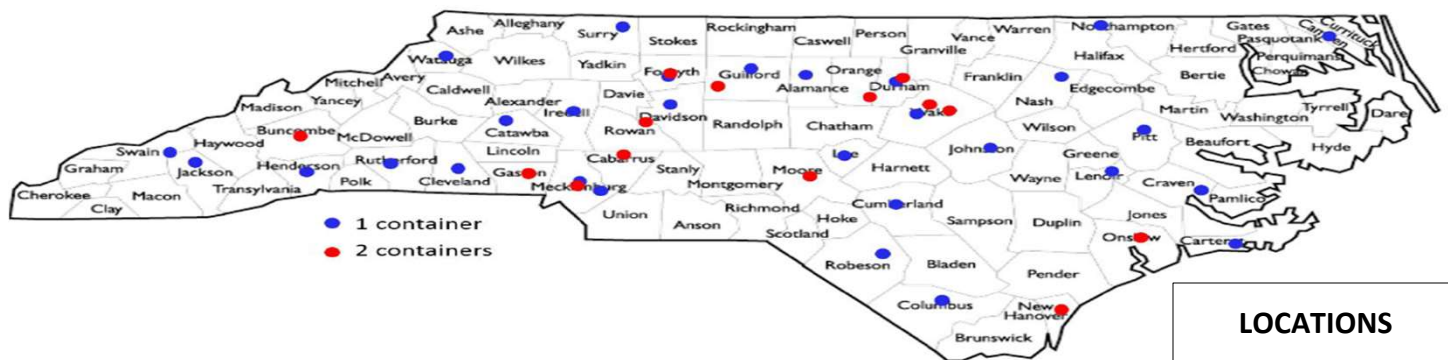 Ashe
Alleghany
Surry
Stokes
Rockingham
Caswell
Person
Granville
Vance
Warren
Northampton
Gates
Camden
Currituck
Pasquotank
Perquimans
Chowan
Hertford
Halifax
Bertie
Watauga
Wilkes
Yadkin
Forsyth
Guilford
Alamance
Orange
Durham
Franklin
Nash
Edgecombe
Martin
Washington
Tyrrell
Dare
Mitchell
Avery
Caldwell
Alexander
Iredell
Davie
Davidson
Randolph
Chatham
Wake
Wilson
Pitt
Beaufort
Hyde
Madison
Yancey
Burke
Catawba
Rowan
Buncombe
McDowell
Haywood
Swain
Graham
Cherokee
Clay
Macon
Jackson
Transylvania
Henderson
Polk
Rutherford
Cleveland
Lincoln
Gaston
Mecklenburg
Cabarrus
Stanly
Montgomery
Moore
Lee
Harnett
Johnston
Wayne
Greene
Lenoir
Craven
Pamlico
Jones
Union
Anson
Richmond
Scotland
Hoke
Cumberland
Sampson
Duplin
Onslow
Carteret
Robeson
Bladen
Pender
Columbus
New
Hanover
Brunswick
1 container
2 containers
LOCATIONS